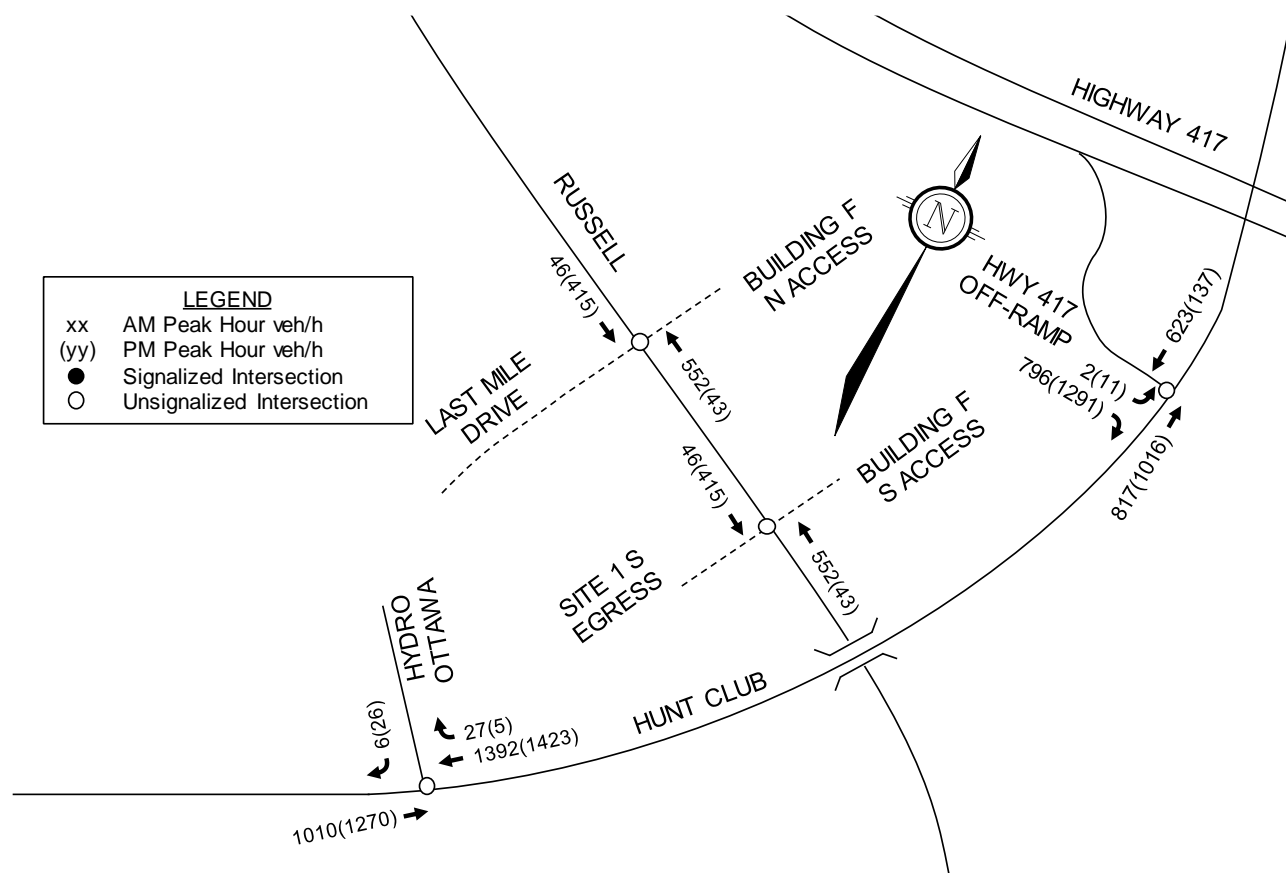 HIGHWAY 417
RUSSELL
BUILDING F
N ACCESS
N
46(415)
HWY 417
OFF-RAMP
623(137)
LEGEND
xx AM Peak Hour veh/h
(yy) PM Peak Hour veh/h
Signalized Intersection
Unsignalized Intersection
552(43)
2(11)
796(1291)
LAST MILE
DRIVE
46(415)
BUILDING F
S ACCESS
817(1016)
SITE 1 S
EGRESS
552(43)
HYDRO
OTTAWA
HUNT CLUB
6(26)
27(5)
1392(1423)
1010(1270)